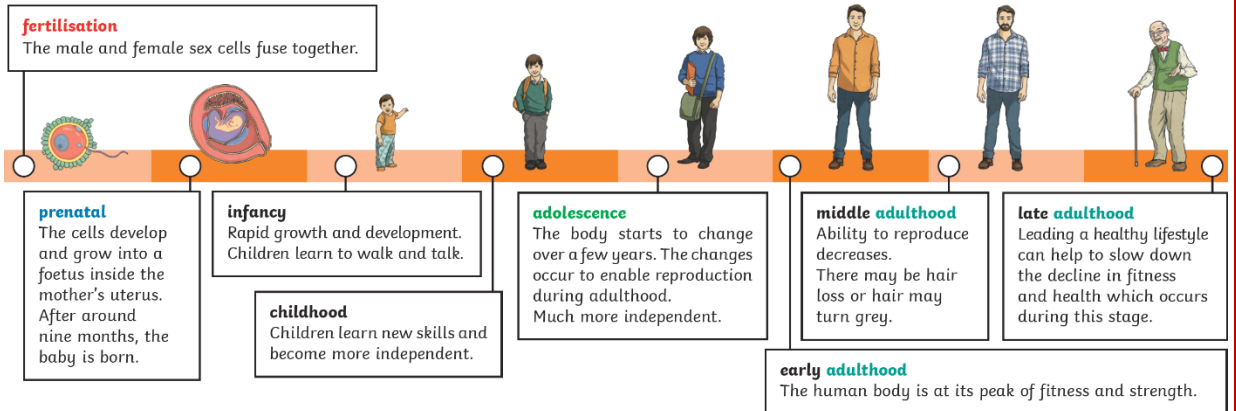 fertilisation
The male and female sex cells fuse together.
prenatal
The cells develop
and grow into a
foetus inside the
mother's uterus.
After around
nine months, the
baby is born.
infancy
Rapid growth and development.
Children learn to walk and talk.
childhood
Children learn new skills and
become more independent.
adolescence
The body starts to change
over a few years. The changes
occur to enable reproduction
during adulthood.
Much more independent.
early adulthood
The human body is at its peak of fitness and strength.
middle adulthood
Ability to reproduce
decreases.
There may be hair
loss or hair may
turn grey.
late adulthood
Leading a healthy lifestyle
can help to slow down
the decline in fitness
and health which occurs
during this stage.